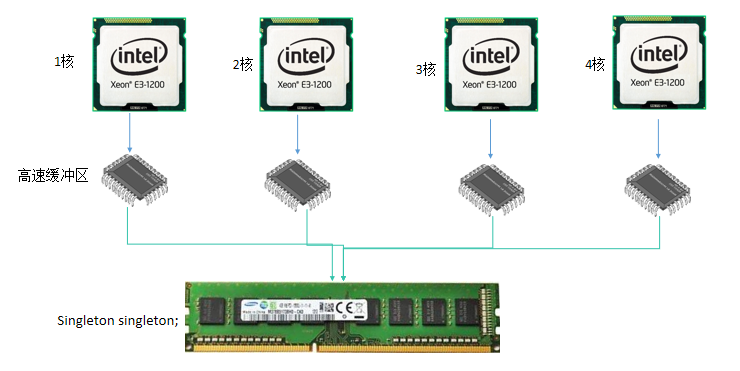 1核
intel
Xeon® E3-1200
2核
intel
Xeon® E3-1200
3核
intel
Xeon® E3-1200
4核
intel
Xeon® E3-1200
高速缓冲区
Singleton singleton;